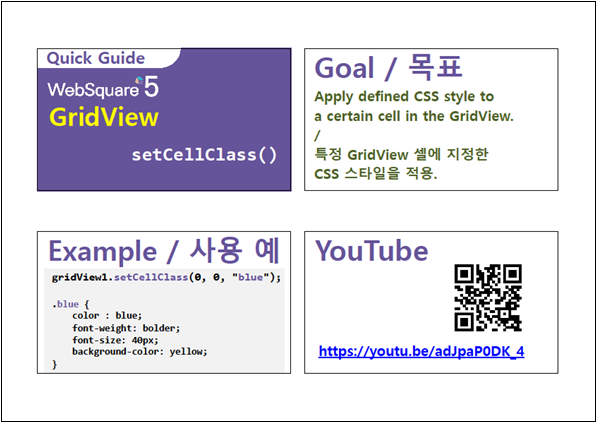 Quick Guide
WebSquare 5
GridView
setCellClass()
Goal / 목표
Apply defined CSS style to
a certain cell in the GridView.
/
특정 GridView 셀에 지정한
CSS 스타일을 적용.
Example / 사용 예
gridView1.setCellClass(0, 0, "blue");
.blue {
color : blue;
font-weight: bolder;
font-size: 40px;
background-color: yellow;
}
YouTube
https://youtu.be/adJpaP0DK_4